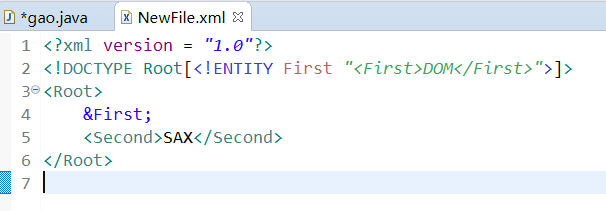 *gao.java NewFile.xml
1 <?xml version = "1.0"?>
2 <!DOCTYPE Root[<!ENTITY First "<First>DOM</First>">]>
3 <Root>
4 &First;
5 <Second>SAX</Second>
6 </Root>
7